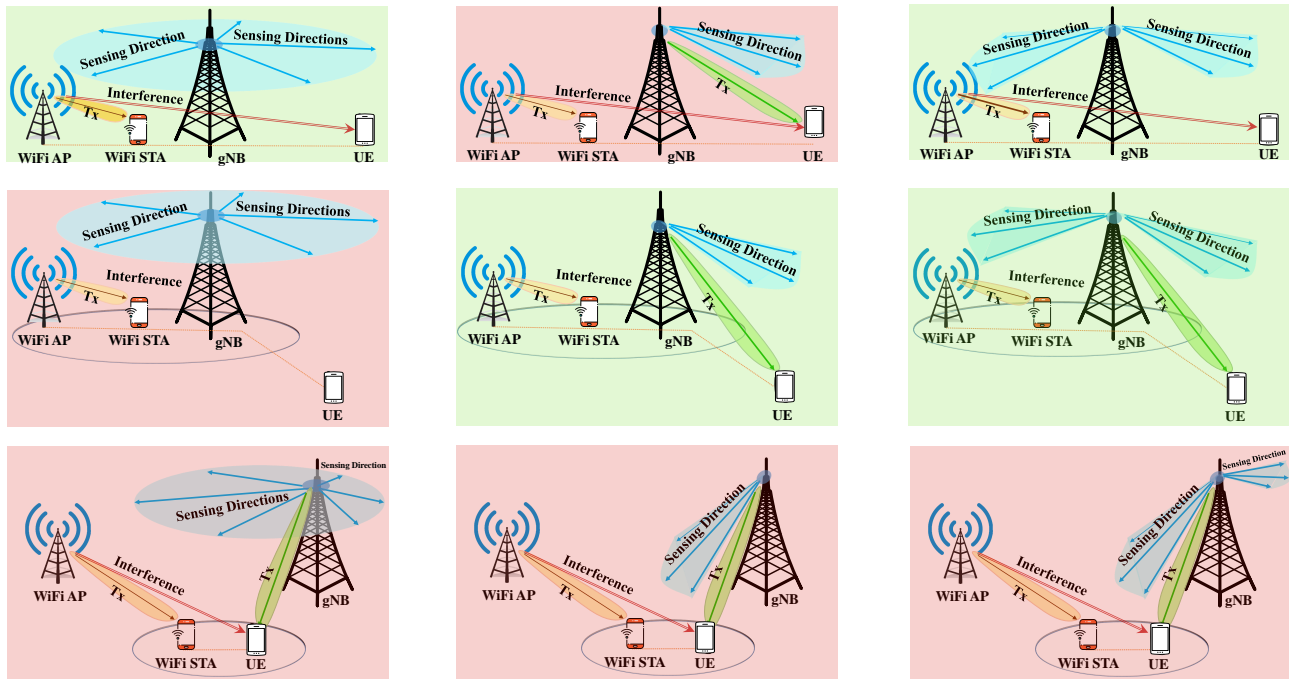 Sensing Direction
Sensing Directions
Interference
Tx
WiFi AP
WiFi STA
gNB
UE
Sensing Direction
Interference
Tx
Tx
WiFi AP
WiFi STA
gNB
UE
Sensing Direction
Sensing Direction
Interference
Tx
WiFi AP
WiFi STA
gNB
UE
Sensing Direction
Sensing Directions
Interference
Tx
WiFi AP
WiFi STA
gNB
UE
Sensing Direction
Interference
Tx
Tx
WiFi AP
WiFi STA
gNB
UE
Sensing Direction
Sensing Direction
Interference
Tx
Tx
WiFi AP
WiFi STA
gNB
UE
Sensing Direction
Sensing Directions
Interference
Tx
Tx
WiFi AP
gNB
WiFi STA
UE
Sensing Direction
Interference
Tx
Tx
WiFi AP
gNB
WiFi STA
UE
Sensing Direction
Sensing Direction
Interference
Tx
Tx
WiFi AP
gNB
WiFi STA
UE